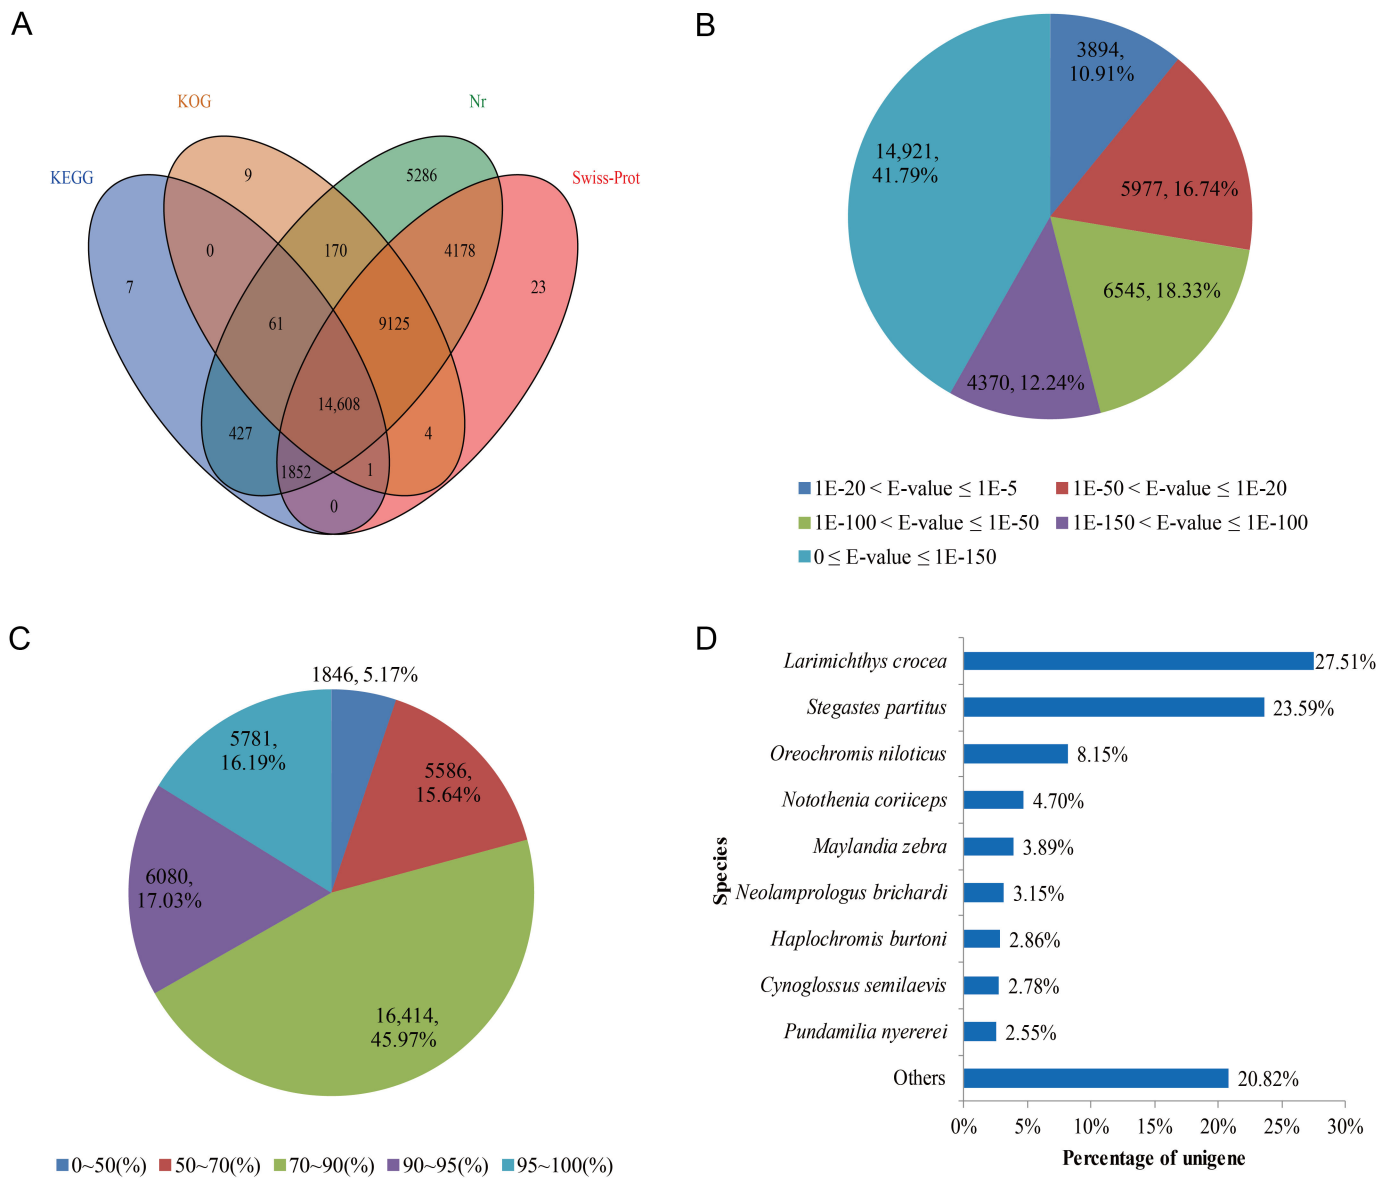 A
KOG
Nr
KEGG
Swiss-Prot
9
5286
0
170
4178
7
23
61
9125
14,608
427
4
1852
1
0
B
3894,
10.91%
14,921,
41.79%
5977, 16.74%
6545, 18.33%
4370, 12.24%
1E-20 < E-value ≤ 1E-5
1E-50 < E-value ≤ 1E-20
1E-100 < E-value ≤ 1E-50
1E-150 < E-value ≤ 1E-100
0 ≤ E-value ≤ 1E-150
C
1846, 5.17%
5781,
16.19%
5586,
15.64%
6080,
17.03%
16,414,
45.97%
0~50(%)
50~70(%)
70~90(%)
90~95(%)
95~100(%)
D
Species
Larimichthys crocea
27.51%
Stegastes partitus
23.59%
Oreochromis niloticus
8.15%
Notothenia coriiceps
4.70%
Maylandia zebra
3.89%
Neolamprologus brichardi
3.15%
Haplochromis burtoni
2.86%
Cynoglossus semilaevis
2.78%
Pundamilia nyererei
2.55%
Others
20.82%
0%
5%
10%
15%
20%
25%
30%
Percentage of unigene